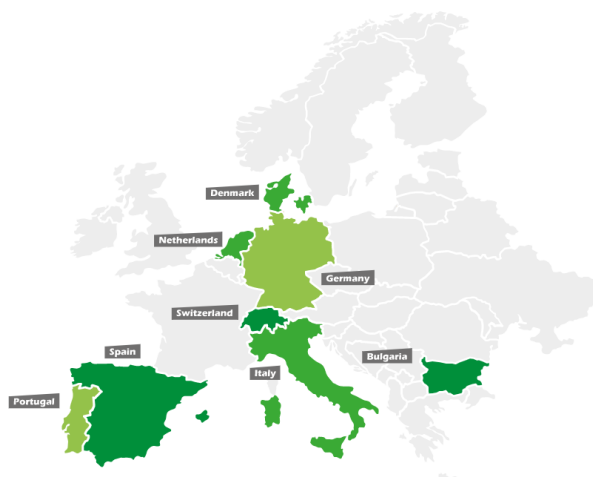 Denmark
Netherlands
Germany
Switzerland
Spain
Bulgaria
Italy
Portugal